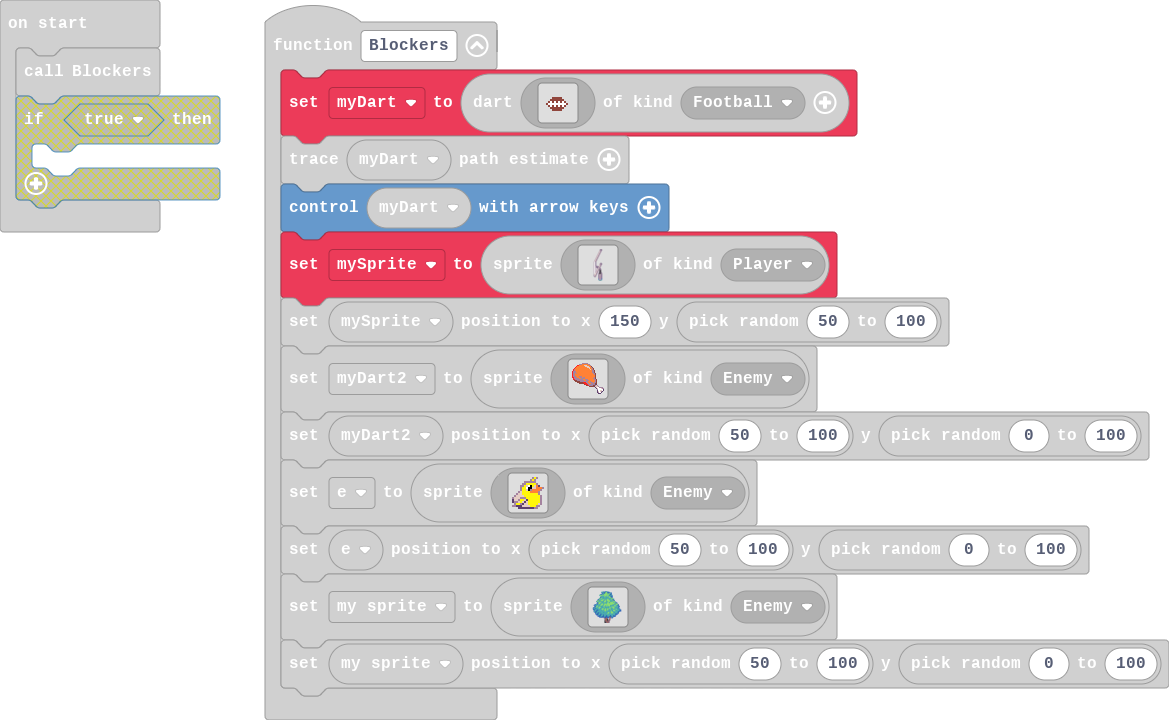 on start
call Blockers
if true then
function Blockers
set myDart to dart of kind Football
trace myDart path estimate
control myDart with arrow keys
set mySprite to sprite of kind Player
set mySprite position to x 150 y pick random 50 to 100
set myDart2 to sprite of kind Enemy
set myDart2 position to x pick random 50 to 100 y pick random 0 to 100
set e to sprite of kind Enemy
set e position to x pick random 50 to 100 y pick random 0 to 100
set my sprite to sprite of kind Enemy
set my sprite position to x pick random 50 to 100 y pick random 0 to 100